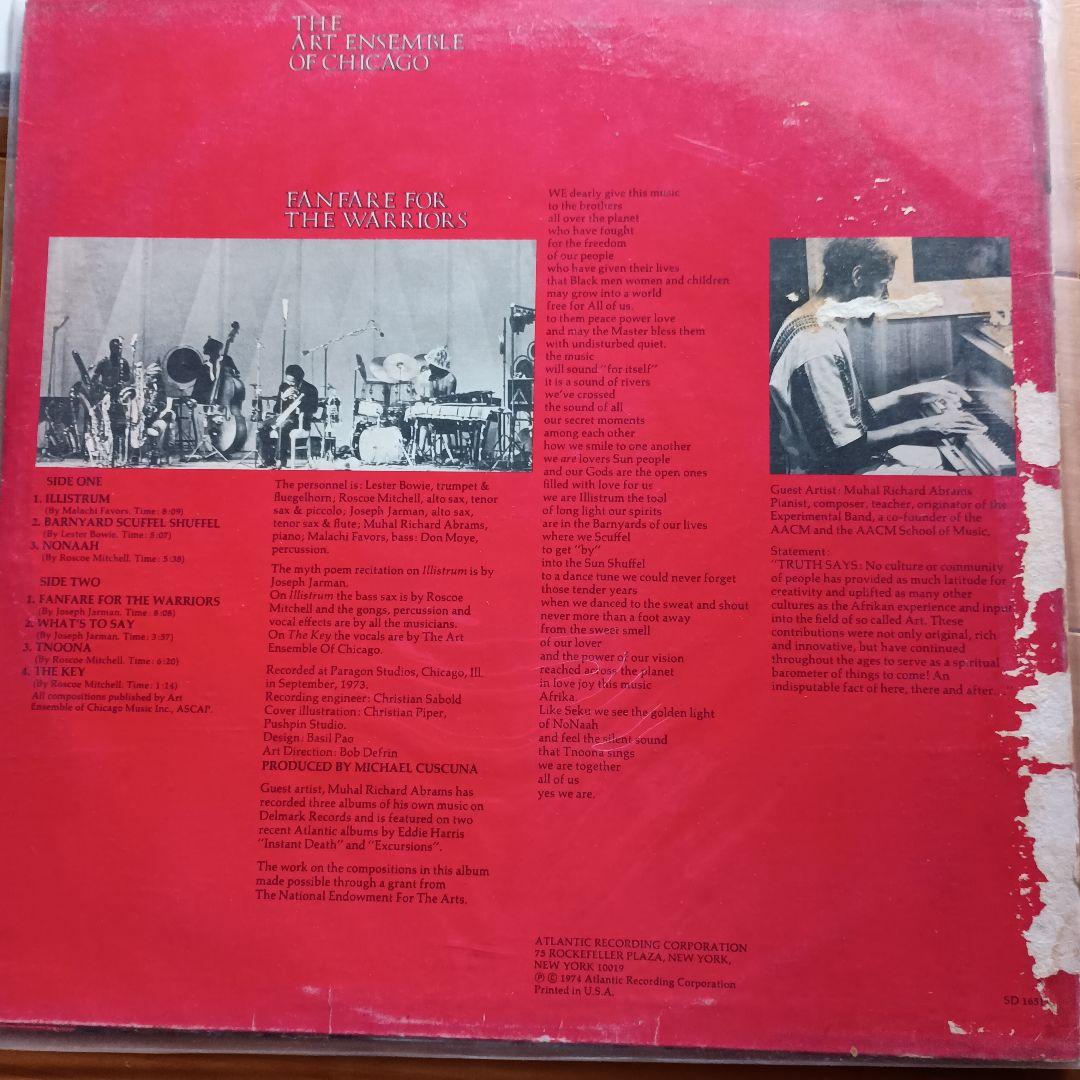 THE
ART ENSEMBLE
OF CHICAGO
FANFARE FOR
THE WARRIORS
SIDE ONE
1. ILLISTRUM
(By Malachi Favors. Time: 8:09)
2. BARNYARD SCUFFEL SHUFFEL
(By Lester Bowie. Time: 5:07)
3. NONAAH
(By Roscoe Mitchell. Time: 5:38)
SIDE TWO
1. FANFARE FOR THE WARRIORS
(By Joseph Jarman. Time: 8:08)
2. WHAT'S TO SAY
(By Joseph Jarman. Time: 3:57)
3. TNOONA
(By Roscoe Mitchell. Time: 6:20)
4. THE KEY
(By Roscoe Mitchell. Time: 1:14)
All compositions published by Art
Ensemble of Chicago Music Inc., ASCAP.
The personnel is: Lester Bowie, trumpet &
fluegelhorn; Roscoe Mitchell, alto sax, tenor
sax & piccolo; Joseph Jarman, alto sax,
tenor sax & flute; Muhal Richard Abrams,
piano; Malachi Favors, bass: Don Moye,
percussion.
The myth poem recitation on Illistrum is by
Joseph Jarman.
On Illistrum the bass sax is by Roscoe
Mitchell and the gongs, percussion and
vocal effects are by all the musicians.
On The Key the vocals are by The Art
Ensemble Of Chicago.
Recorded at Paragon Studios, Chicago, Ill.
in September, 1973.
Recording engineer: Christian Sabold
Cover illustration: Christian Piper,
Pushpin Studio.
Design: Basil Pao
Art Direction: Bob Defrin
PRODUCED BY MICHAEL CUSCUNA
Guest artist, Muhal Richard Abrams has
recorded three albums of his own music on
Delmark Records and is featured on two
recent Atlantic albums by Eddie Harris
"Instant Death" and "Excursions".
The work on the compositions in this album
made possible through a grant from
The National Endowment For The Arts.
WE dearly give this music
to the brothers
all over the planet
who have fought
for the freedom
of our people
who have given their lives
that Black men women and children
may grow into a world
free for All of us.
to them peace power love
and may the Master bless them
with undisturbed quiet.
the music
will sound "for itself"
it is a sound of rivers
we've crossed
the sound of all
our secret moments
among each other
how we smile to one another
we are lovers Sun people
and our Gods are the open ones
filled with love for us
we are Illistrum the tool
of long light our spirits
are in the Barnyards of our lives
where we Scuffel
to get "by"
into the Sun Shuffel
to a dance tune we could never forget
those tender years
when we danced to the sweat and shout
never more than a foot away
from the sweet smell
of our lover
and the power of our vision
reached across the planet
in love joy this music
Afrika.
Like Seku we see the golden light
of NoNaah
and feel the silent sound
that Tnoona sings
we are together
all of us
yes we are.
Guest Artist: Muhal Richard Abrams
Pianist, composer, teacher, originator of the
Experimental Band, a co-founder of the
AACM and the AACM School of Music.
Statement:
"TRUTH SAYS: No culture or community
of people has provided as much latitude for
creativity and uplifted as many other
cultures as the Afrikan experience and input
into the field of so called Art. These
contributions were not only original, rich
and innovative, but have continued
throughout the ages to serve as a spiritual
barometer of things to come! An
indisputable fact of here, there and after..."
ATLANTIC RECORDING CORPORATION
75 ROCKEFELLER PLAZA, NEW YORK,
NEW YORK 10019
℗ © 1974 Atlantic Recording Corporation
Printed in U.S.A.
SD 1651